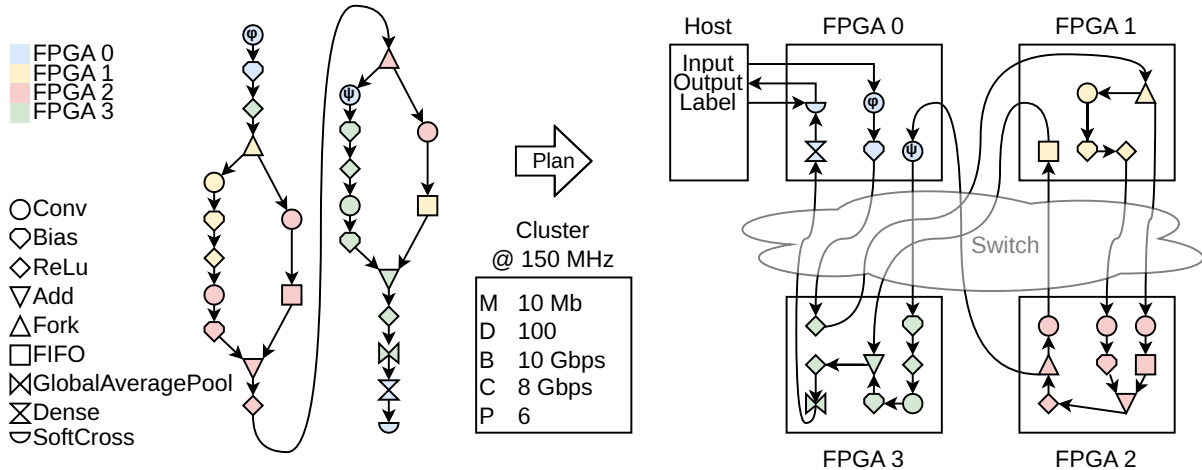 FPGA 0
FPGA 1
FPGA 2
FPGA 3
φ
ψ
Conv
Bias
ReLu
Add
Fork
FIFO
GlobalAveragePool
Dense
SoftCross
Plan
Cluster
@ 150 MHz
M 10 Mb
D 100
B 10 Gbps
C 8 Gbps
P 6
Host
FPGA 0
FPGA 1
Input
Output
Label
φ
ψ
Switch
FPGA 3
FPGA 2